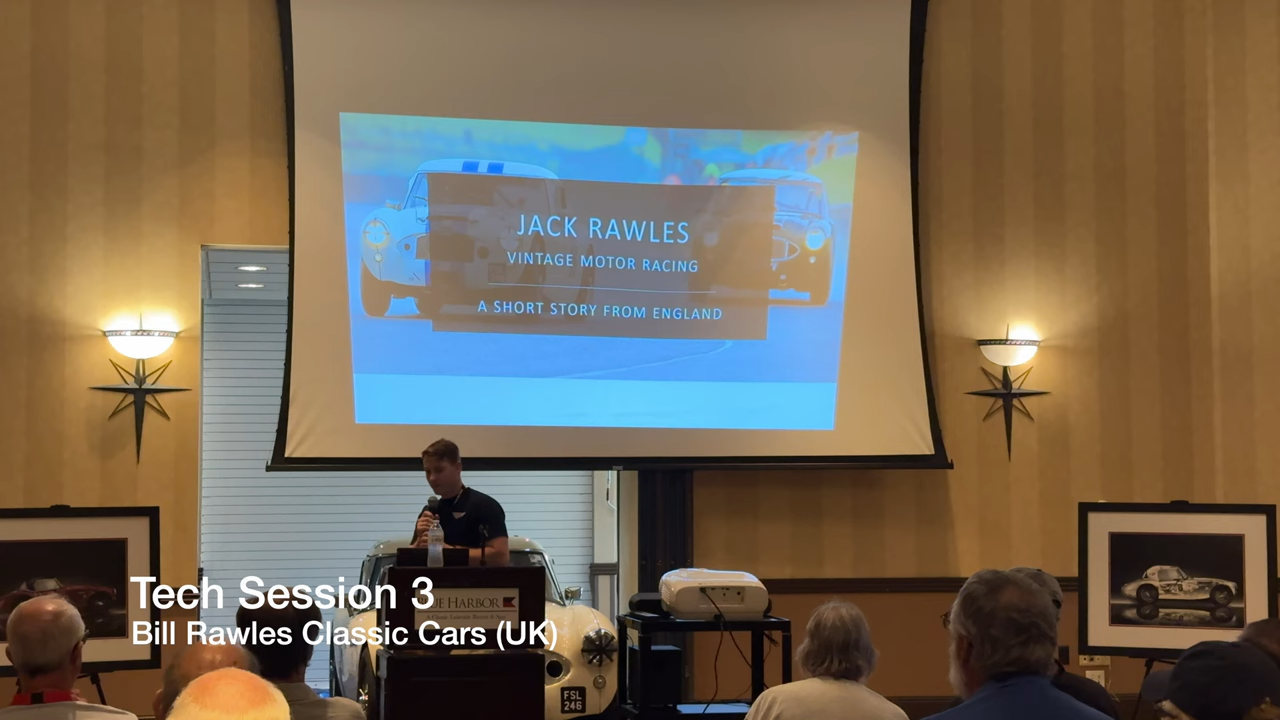 JACK RAWLES
VINTAGE MOTOR RACING
A SHORT STORY FROM ENGLAND
Tech Session 3
HARBOR
Bill Rawles Classic Cars (UK)
FSL
246